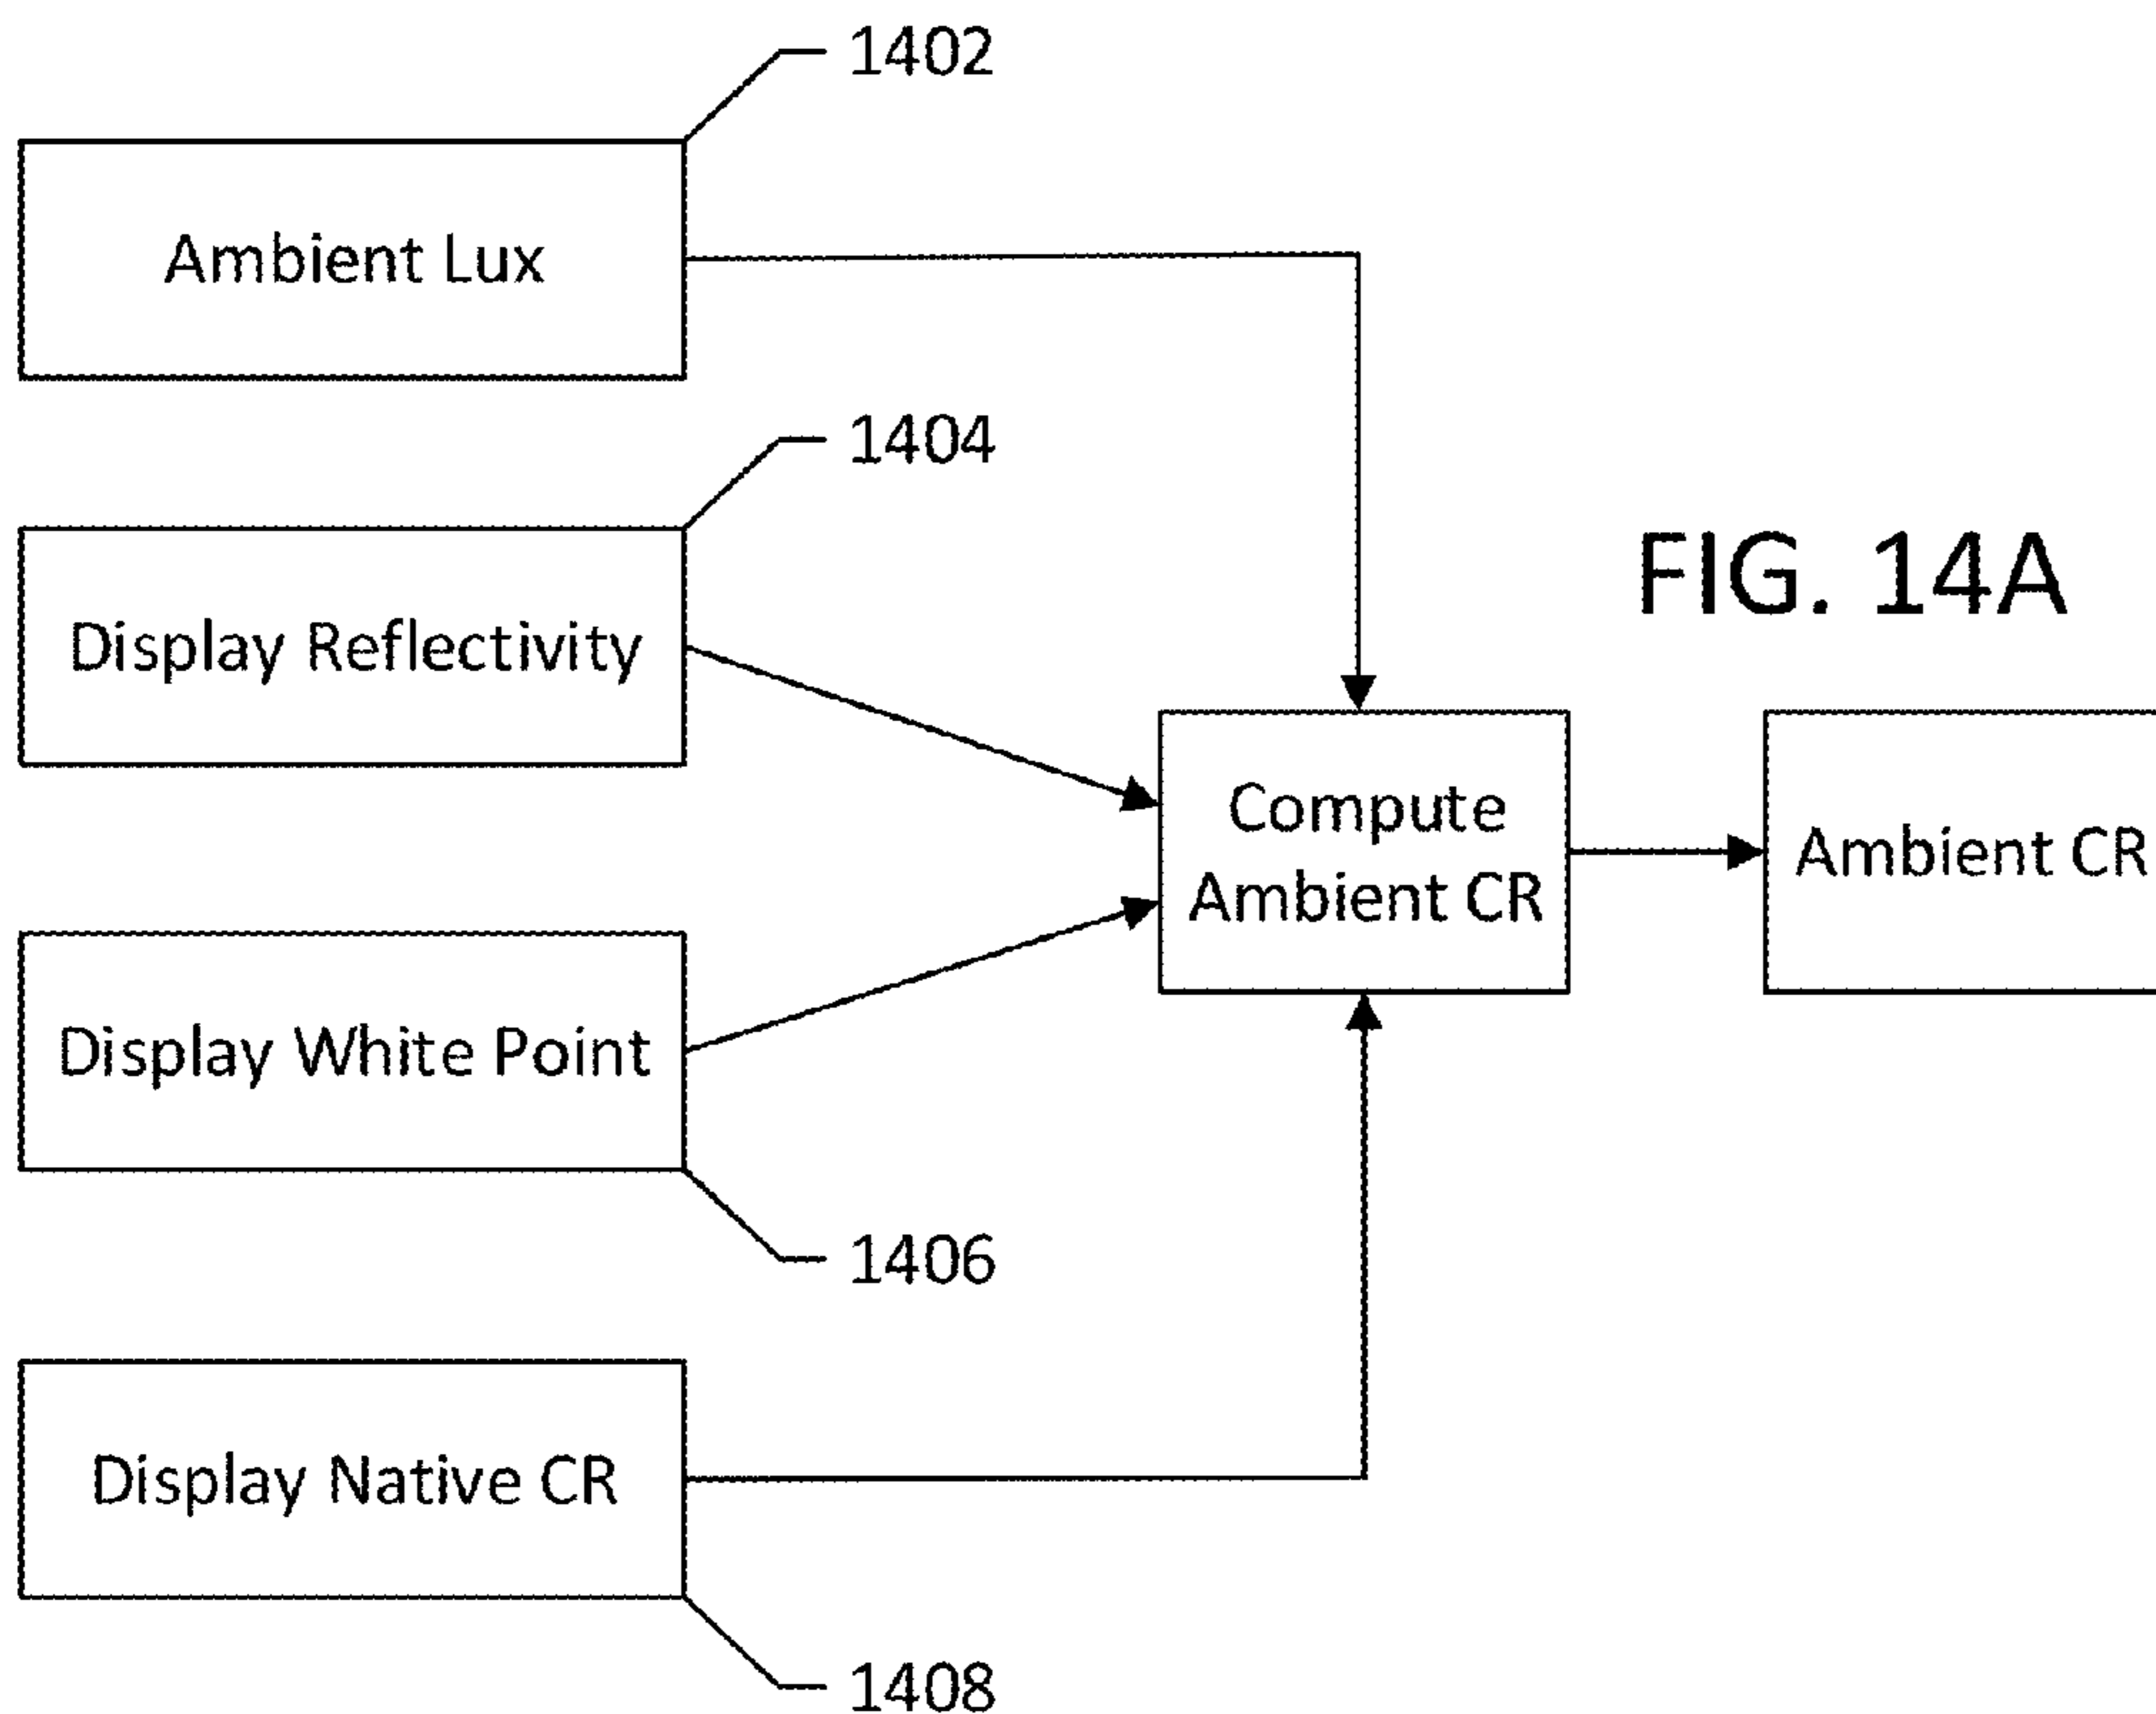 1402
Ambient Lux
1404
Display Reflectivity
FIG. 14A
Compute
Ambient CR
Ambient CR
Display White Point
1406
Display Native CR
1408